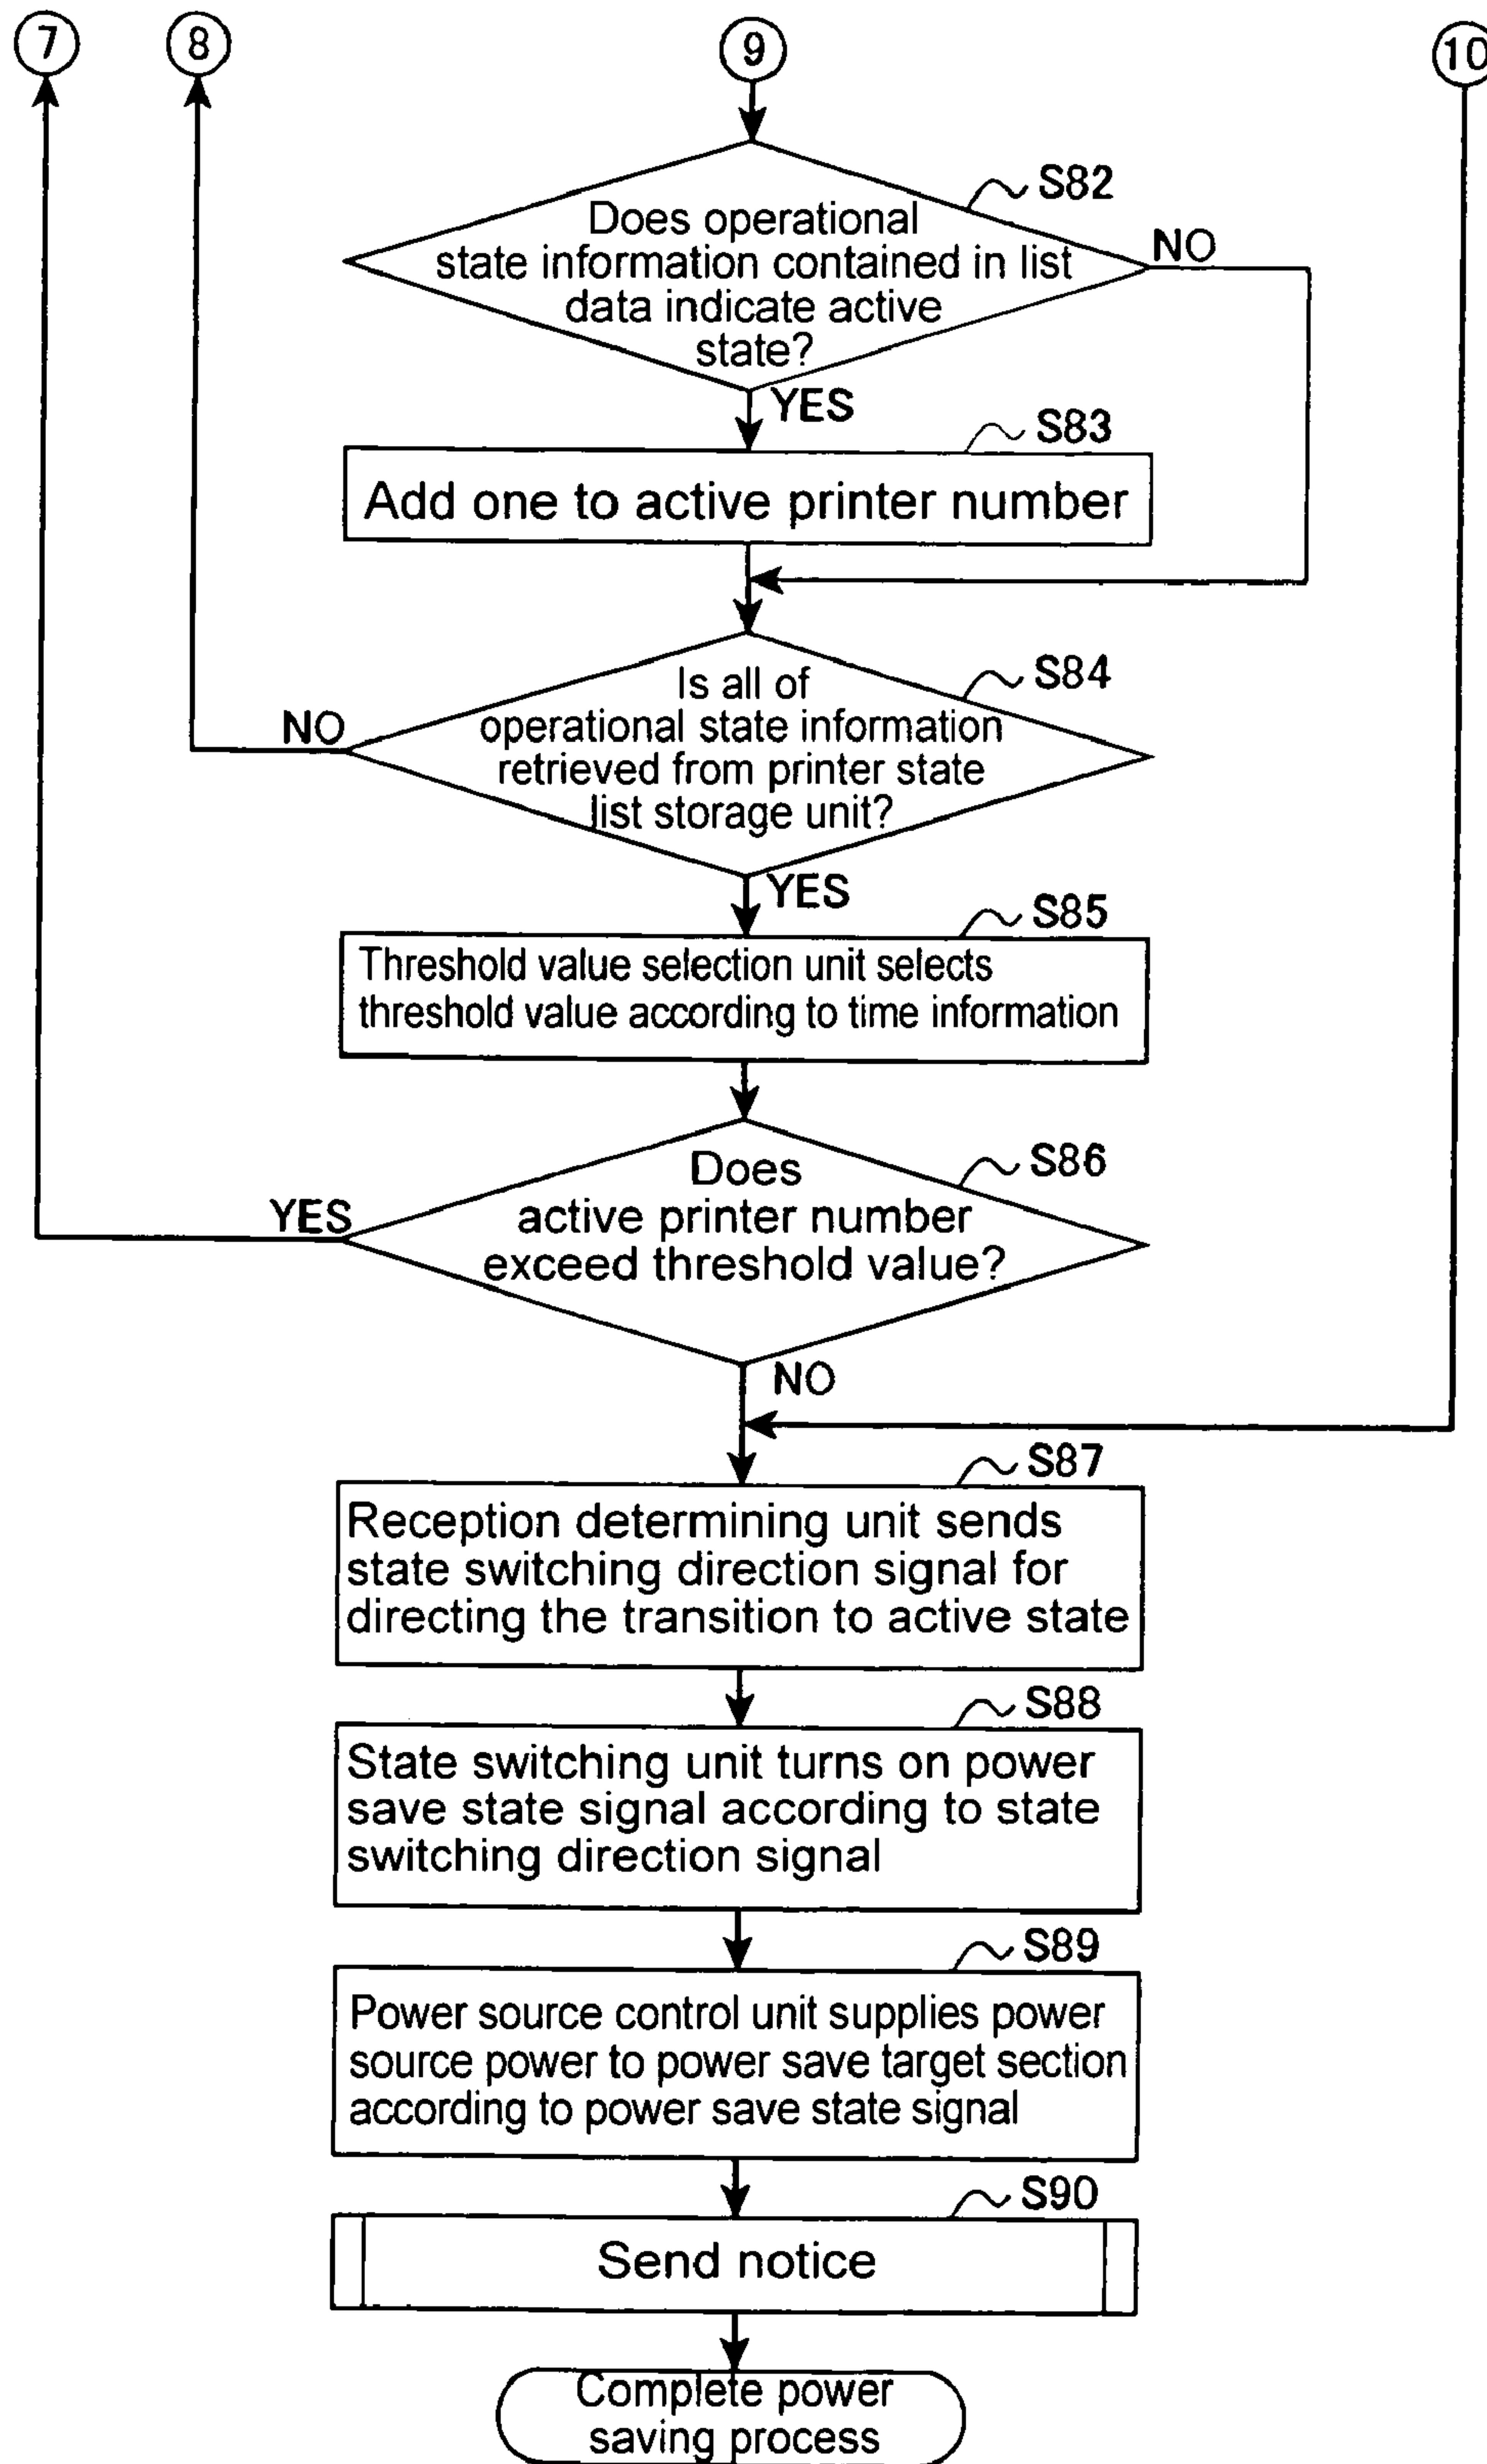 7
8
9
10
S82
Does operational
state information contained in list
data indicate active
state?
NO
YES
S83
Add one to active printer number
S84
Is all of
operational state information
retrieved from printer state
list storage unit?
NO
YES
S85
Threshold value selection unit selects
threshold value according to time information
S86
Does
active printer number
exceed threshold value?
YES
NO
S87
Reception determining unit sends
state switching direction signal for
directing the transition to active state
S88
State switching unit turns on power
save state signal according to state
switching direction signal
S89
Power source control unit supplies power
source power to power save target section
according to power save state signal
S90
Send notice
Complete power
saving process